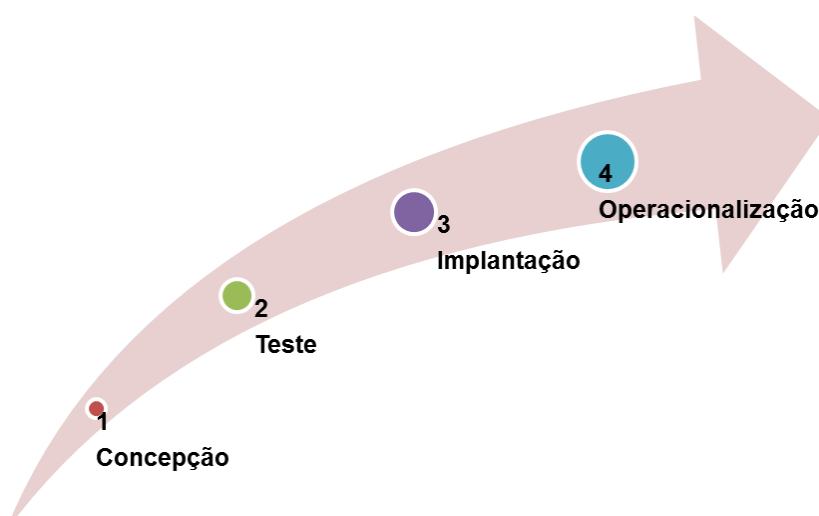 1
Concepção
2
Teste
3
Implantação
4
Operacionalização